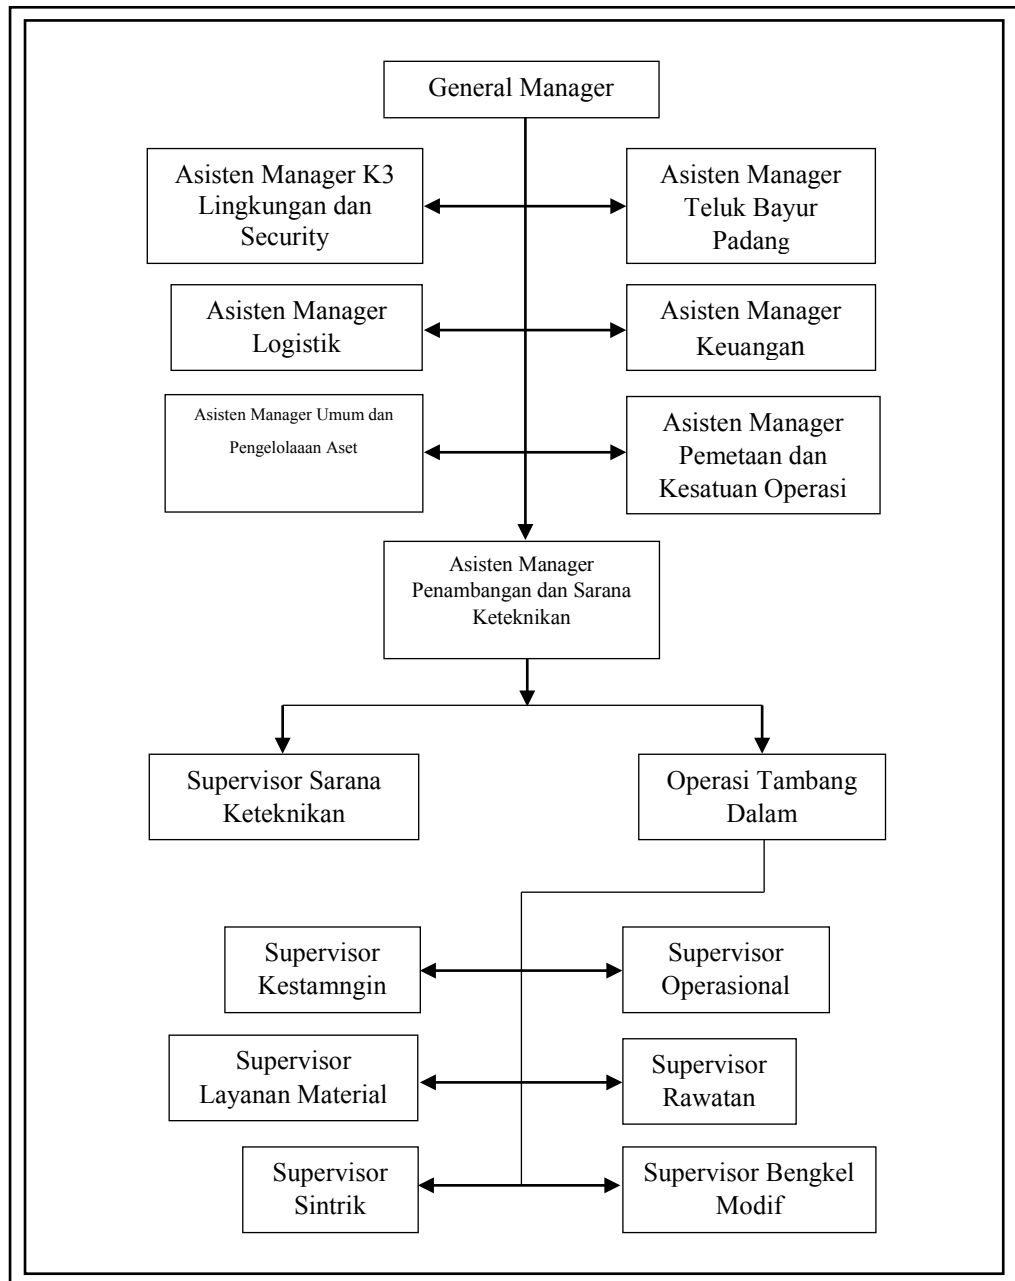 General Manager
Asisten Manager K3
Lingkungan dan
Security
Asisten Manager
Teluk Bayur
Padang
Asisten Manager
Logistik
Asisten Manager
Keuangan
Asisten Manager Umum dan
Pengelolaaan Aset
Asisten Manager
Pemetaan dan
Kesatuan Operasi
Asisten Manager
Penambangan dan Sarana
Keteknikan
Supervisor Sarana
Keteknikan
Operasi Tambang
Dalam
Supervisor
Kestamngin
Supervisor
Operasional
Supervisor
Layanan Material
Supervisor
Rawatan
Supervisor
Sintrik
Supervisor Bengkel
Modif